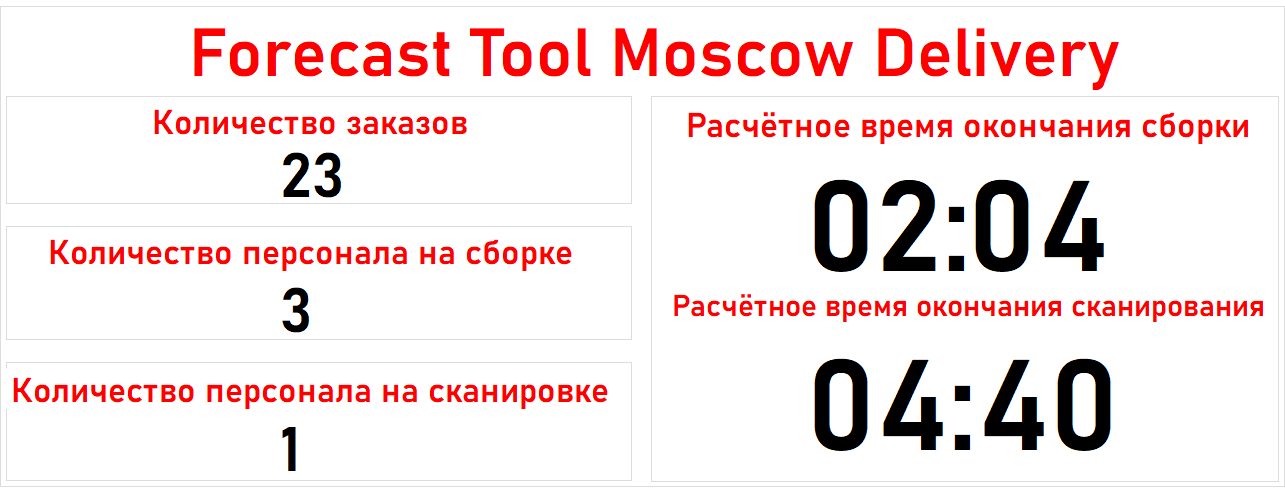 Forecast Tool Moscow Delivery
Количество заказов
23
Количество персонала на сборке
3
Количество персонала на сканировке
1
Расчётное время окончания сборки
02:04
Расчётное время окончания сканирования
04:40